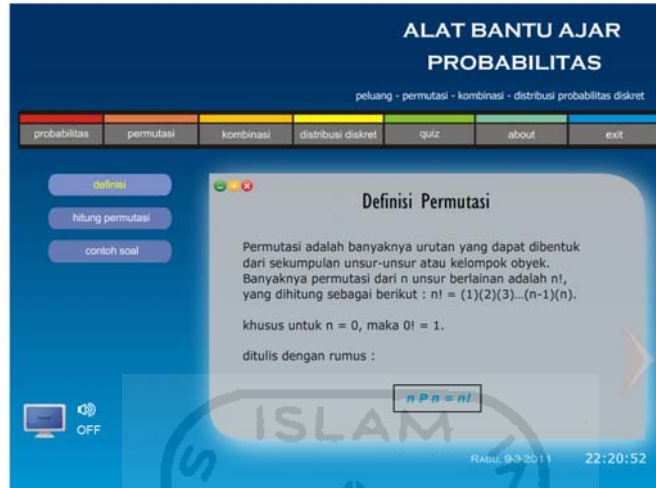 ALAT BANTU AJAR
PROBABILITAS
peluang - permutasi - kombinasi - distribusi probabilitas diskret
probabilitas permutasi kombinasi distribusi diskret quiz about exit
definisi
hitung permutasi
contoh soal
Definisi Permutasi
Permutasi adalah banyaknya urutan yang dapat dibentuk
dari sekumpulan unsur-unsur atau kelompok obyek.
Banyaknya permutasi dari n unsur berlainan adalah n!,
yang dihitung sebagai berikut : n! = (1)(2)(3)...(n-1)(n).
khusus untuk n = 0, maka 0! = 1.
ditulis dengan rumus :
n P n = n!
OFF
ISLAM
RABU, 9-3-2011 22:20:52